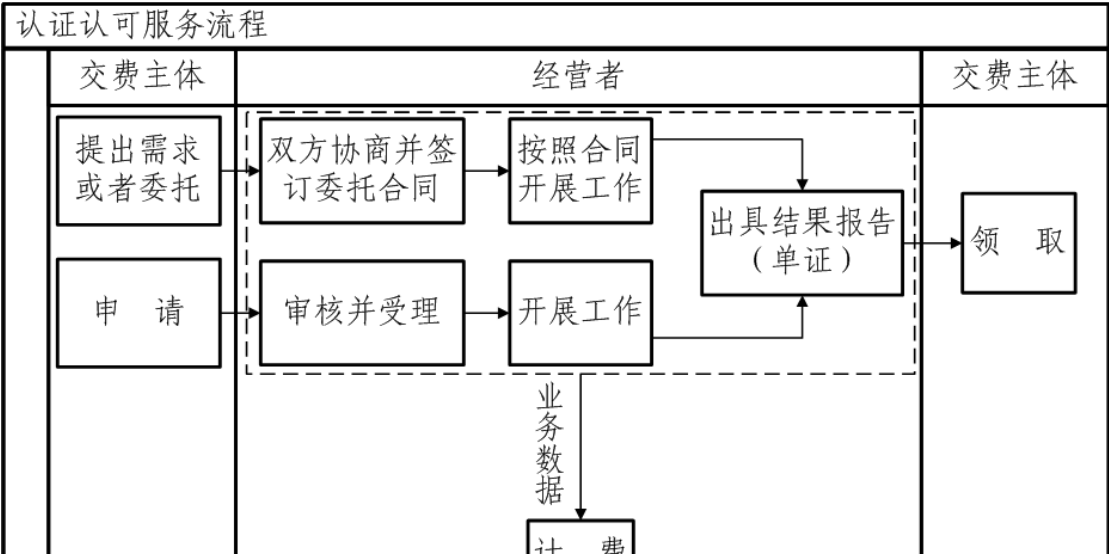 认证认可服务流程
交费主体
经营者
交费主体
提出需求
或者委托
双方协商并签
订委托合同
按照合同
开展工作
出具结果报告
（单证）
领 取
申 请
审核并受理
开展工作
业务数据
计 费